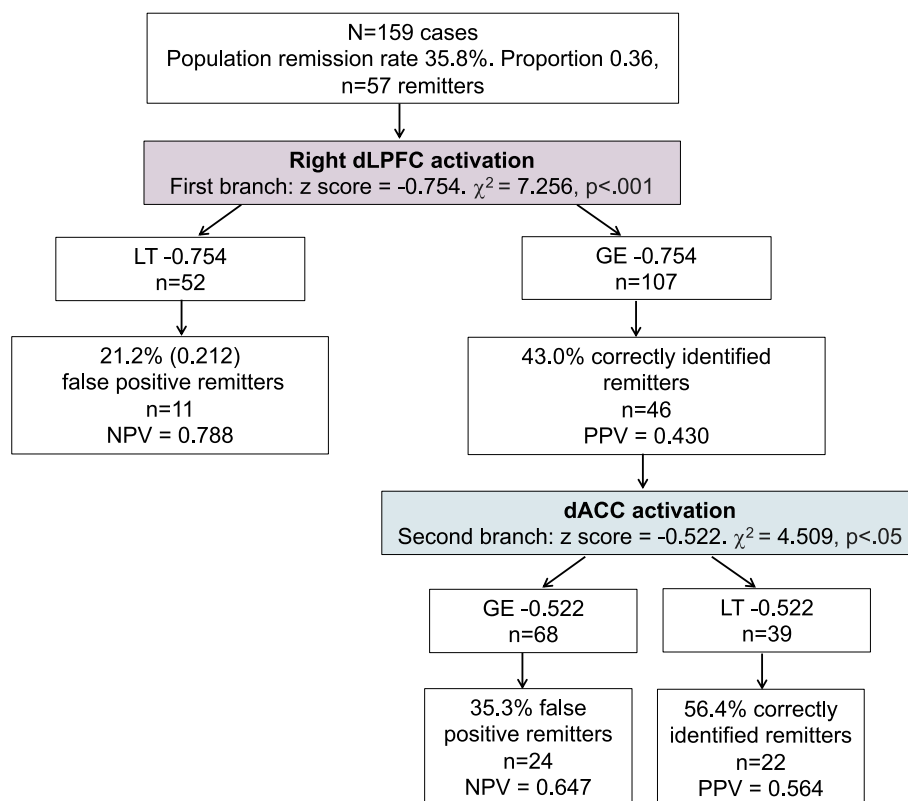 N=159 cases
Population remission rate 35.8%. Proportion 0.36,
n=57 remitters
Right dLPFC activation
First branch: z score = -0.754. χ² = 7.256, p<.001
LT -0.754
n=52
GE -0.754
n=107
21.2% (0.212)
false positive remitters
n=11
NPV = 0.788
43.0% correctly identified
remitters
n=46
PPV = 0.430
dACC activation
Second branch: z score = -0.522. χ² = 4.509, p<.05
GE -0.522
n=68
LT -0.522
n=39
35.3% false
positive remitters
n=24
NPV = 0.647
56.4% correctly
identified remitters
n=22
PPV = 0.564